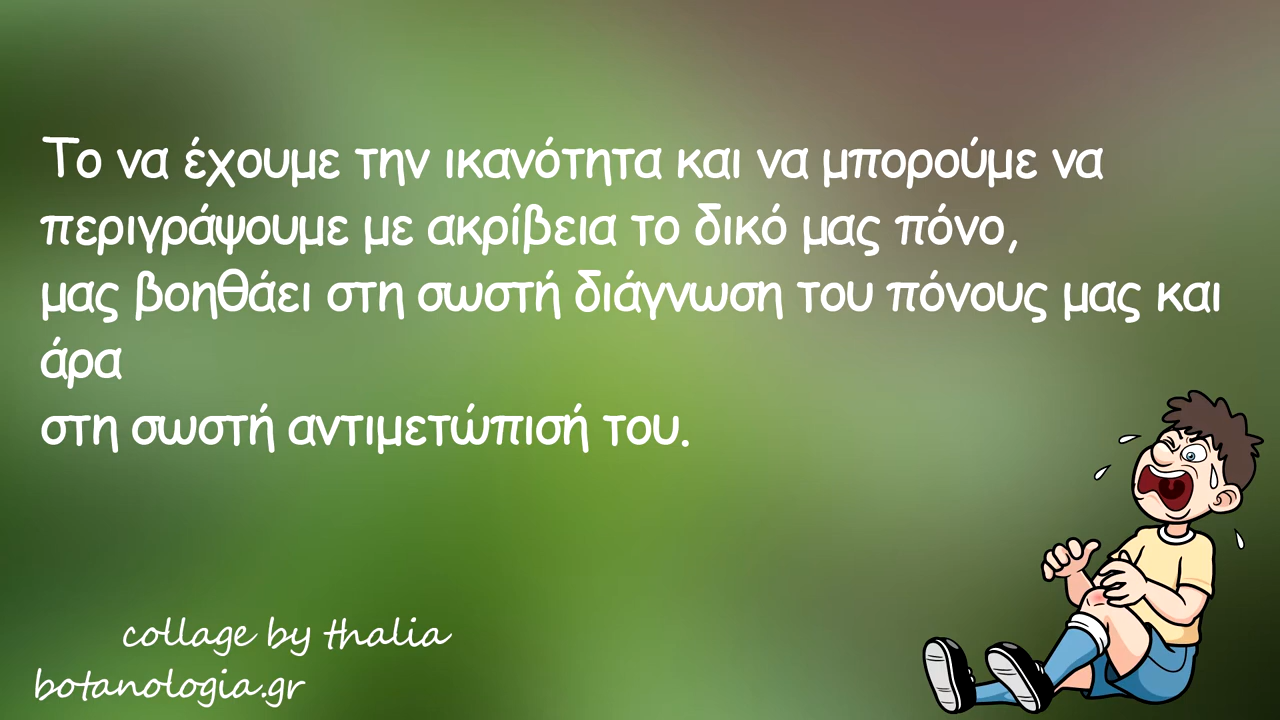 Το να έχουμε την ικανότητα και να μπορούμε να
περιγράψουμε με ακρίβεια το δικό μας πόνο,
μας βοηθάει στη σωστή διάγνωση του πόνους μας και
άρα
στη σωστή αντιμετώπισή του.
collage by thalia
botanologia.gr